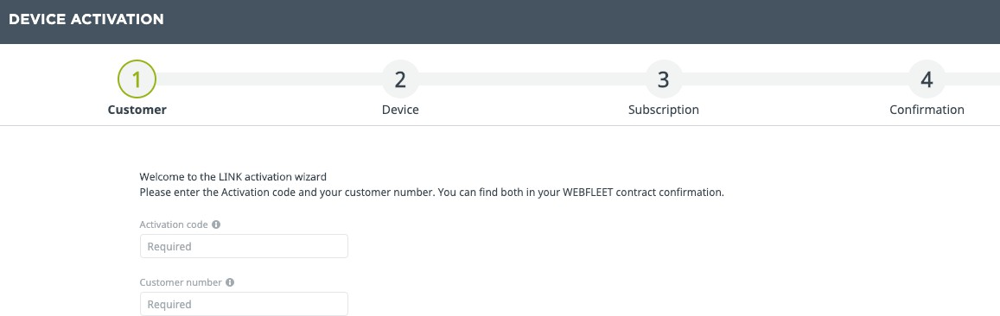 DEVICE ACTIVATION
1
2
3
4
Customer
Device
Subscription
Confirmation
Welcome to the LINK activation wizard
Please enter the Activation code and your customer number. You can find both in your WEBFLEET contract confirmation.
Activation code
Required
Customer number
Required